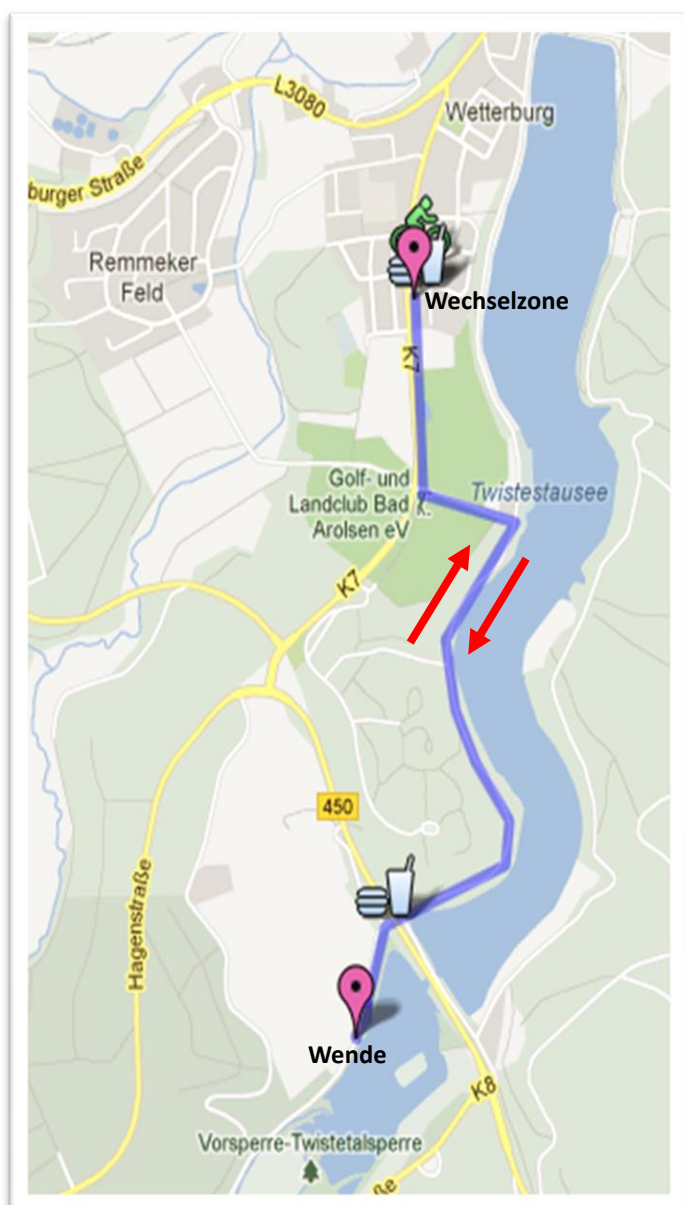 L3080
Wetterburg
burger Straße
Remmeker
Feld
Wechselzone
K7
Golf- und
Landclub Bad
Arolsen eV
Twistestausee
K7
450
Hagenstraße
Wende
K8
Vorsperre-Twistetalsperre
ße